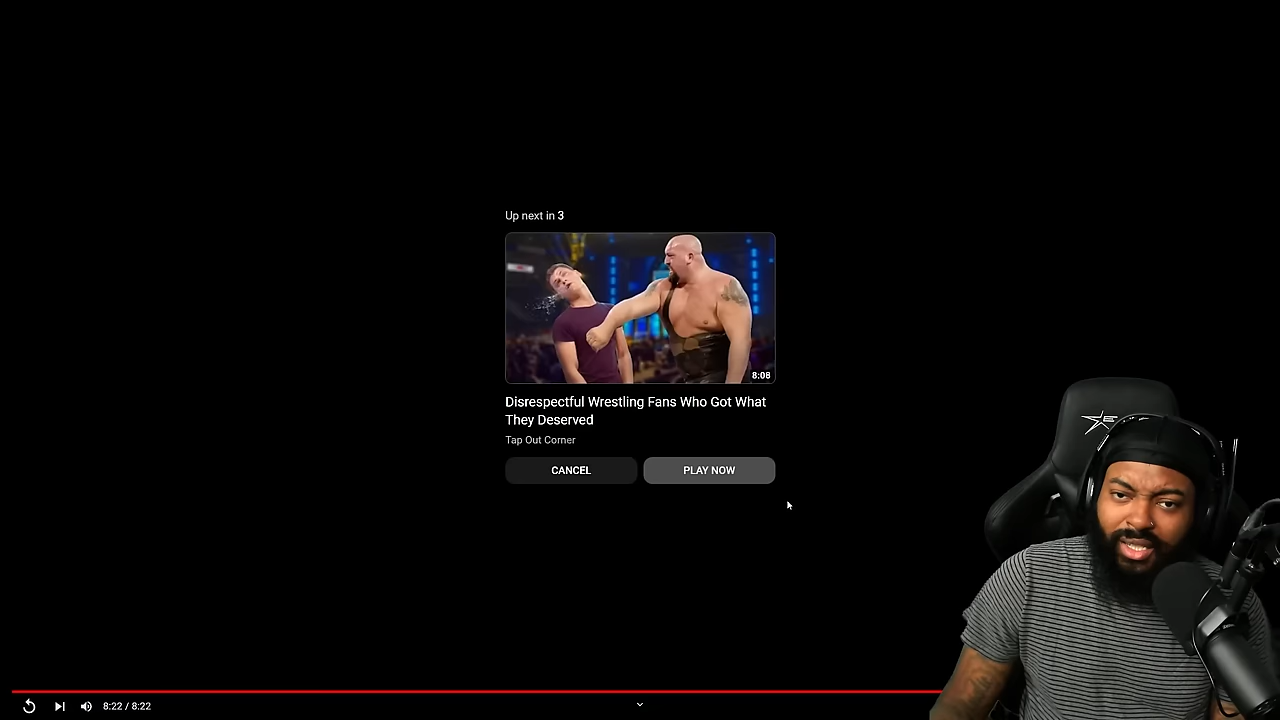 Up next in 3
8:08
Disrespectful Wrestling Fans Who Got What
They Deserved
Tap Out Corner
CANCEL
PLAY NOW
8:22 / 8:22